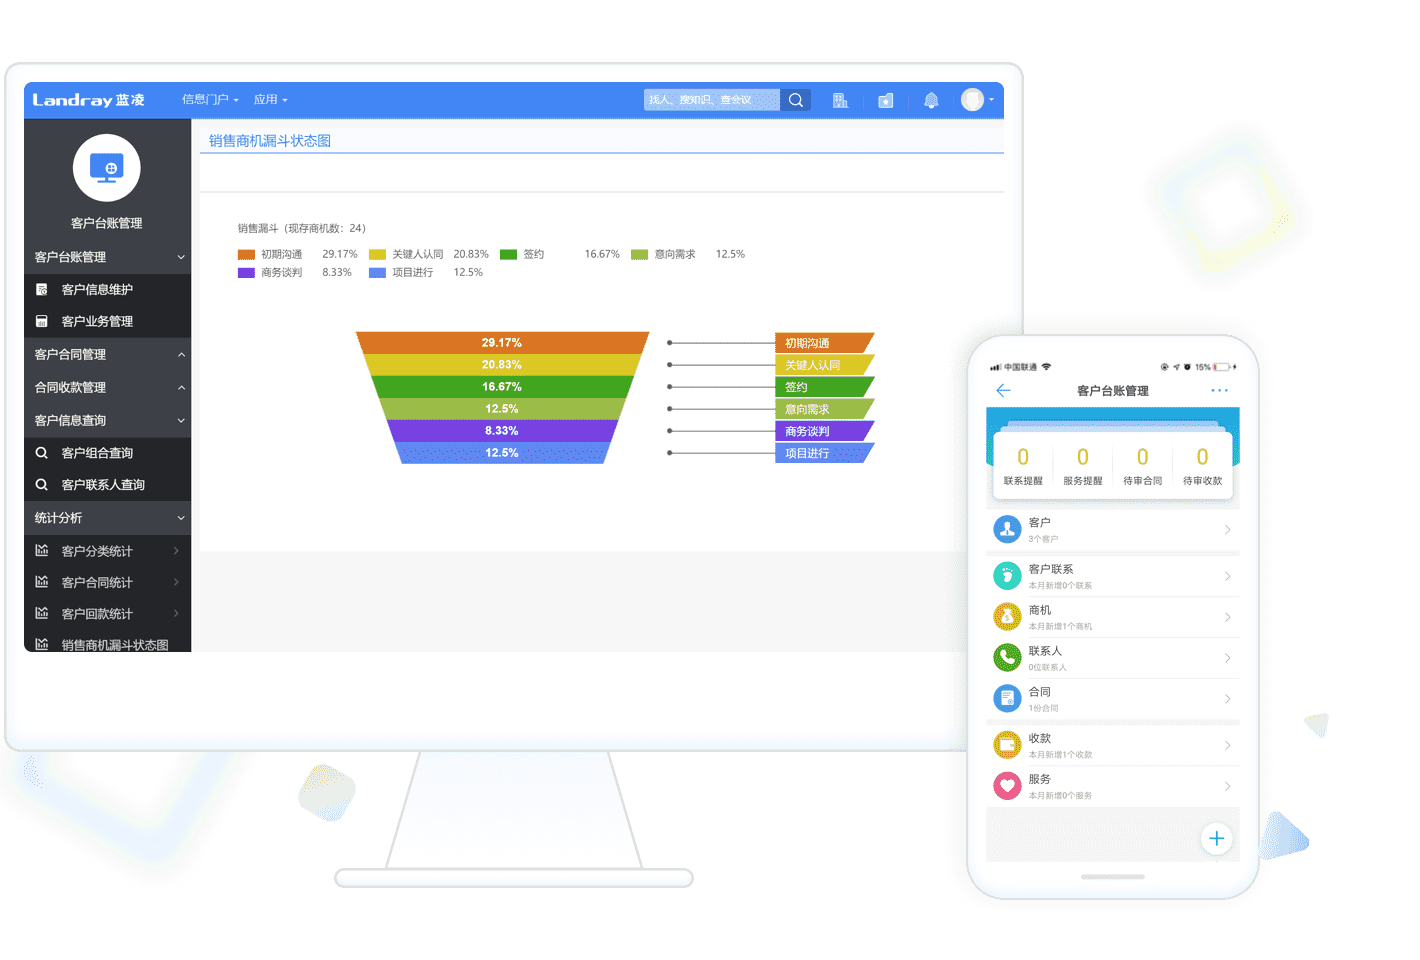 Landray 蓝凌 信息门户 应用 找人、搜知识、查会议
销售商机漏斗状态图
客户台账管理
客户台账管理
客户信息维护
客户业务管理
客户合同管理
合同收款管理
客户信息查询
客户组合查询
客户联系人查询
统计分析
客户分类统计
客户合同统计
客户回款统计
销售商机漏斗状态图
销售漏斗（现存商机数：24）
初期沟通 29.17% 关键人认同 20.83% 签约 16.67% 意向需求 12.5%
商务谈判 8.33% 项目进行 12.5%
29.17% 初期沟通
20.83% 关键人认同
16.67% 签约
12.5% 意向需求
8.33% 商务谈判
12.5% 项目进行
中国联通 15%
客户台账管理
0 0 0 0
联系提醒 服务提醒 待审合同 待审收款
客户
3个客户
客户联系
本月新增0个联系
商机
本月新增1个商机
联系人
0位联系人
合同
1份合同
收款
本月新增1个收款
服务
本月新增0个服务